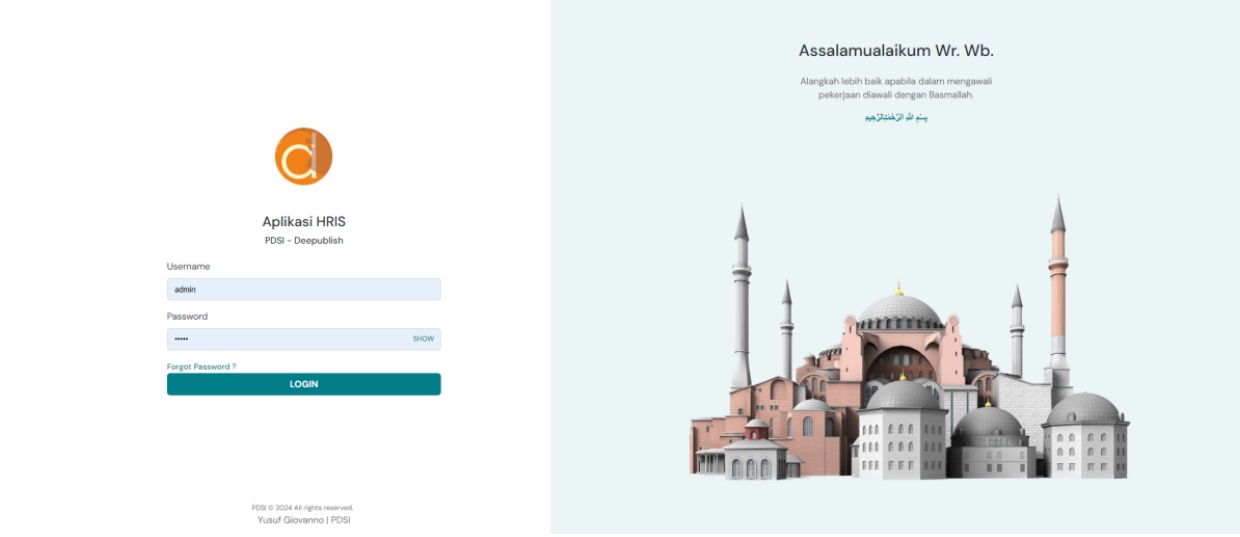 Aplikasi HRIS
PDSI - Deepublish
Username
admin
Password
•••••
SHOW
Forgot Password ?
LOGIN
PDSI © 2024 All rights reserved.
Yusuf Giovanno | PDSI
Assalamualaikum Wr. Wb.
Alangkah lebih baik apabila dalam mengawali
pekerjaan diawali dengan Basmallah.
بِسْمِ اللَّهِ الرَّحْمَنِالرَّحِيمِ